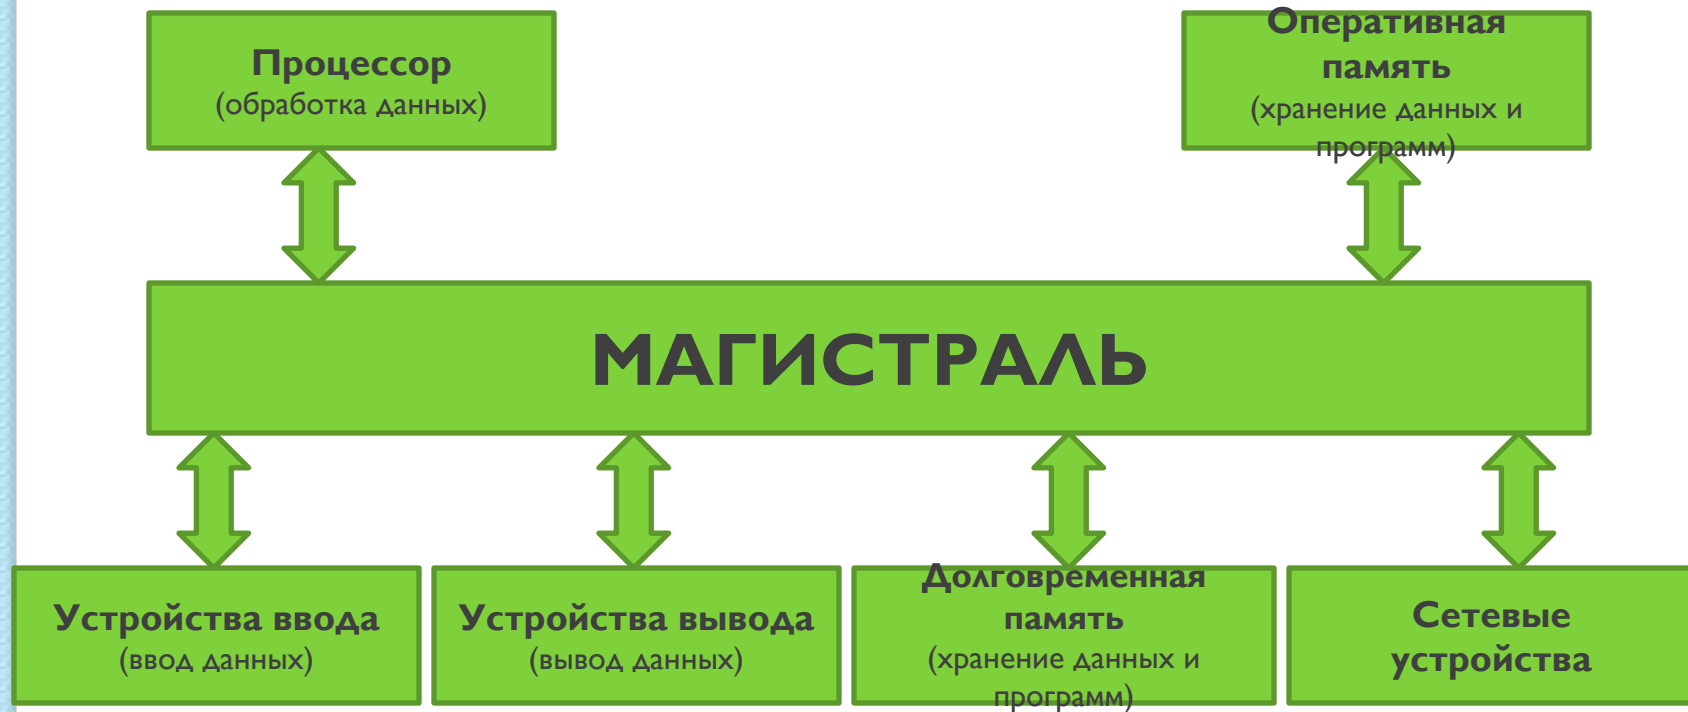 Процессор
(обработка данных)
Оперативная
память
(хранение данных и
программ)
МАГИСТРАЛЬ
Устройства ввода
(ввод данных)
Устройства вывода
(вывод данных)
Долговременная
память
(хранение данных и
программ)
Сетевые
устройства